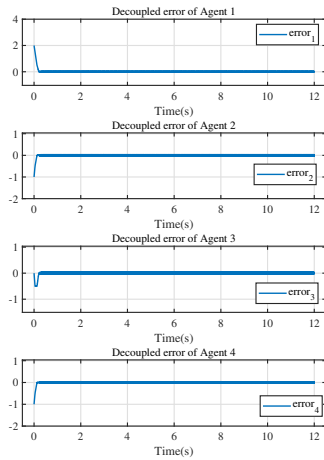 Decoupled error of Agent 1
4
2
0
error1
0 2 4 6 8 10 12
Time(s)
Decoupled error of Agent 2
1
0
-1
-2
error2
0 2 4 6 8 10 12
Time(s)
Decoupled error of Agent 3
1
0
-1
error3
0 2 4 6 8 10 12
Time(s)
Decoupled error of Agent 4
1
0
-1
-2
error4
0 2 4 6 8 10 12
Time(s)